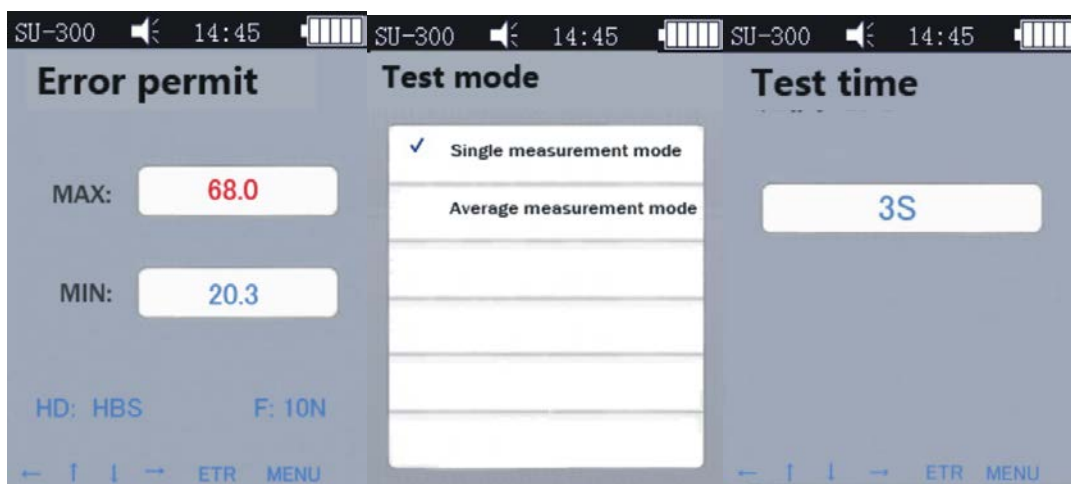 SU-300 14:45
Error permit
MAX: 68.0
MIN: 20.3
HD: HBS F: 10N
← ↑ ↓ → ETR MENU
SU-300 14:45
Test mode
✓ Single measurement mode
Average measurement mode
SU-300 14:45
Test time
3S
← ↑ ↓ → ETR MENU